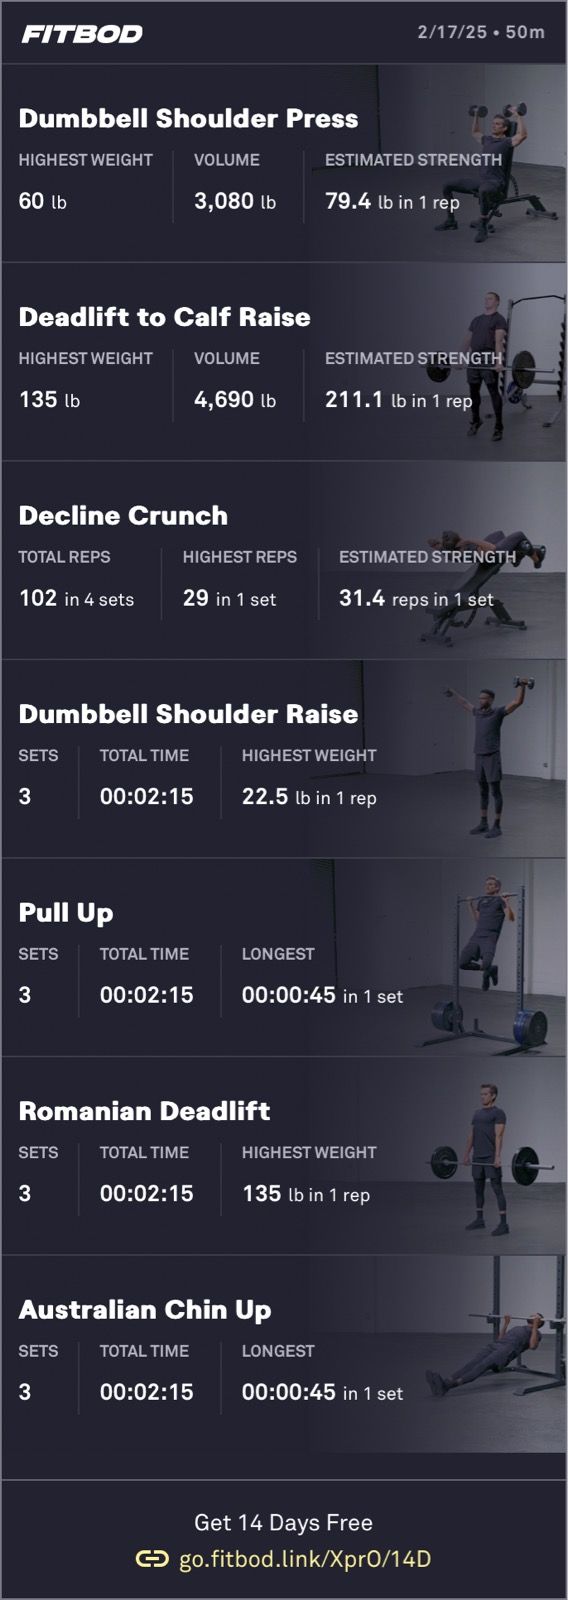 FITBOD
2/17/25 • 50m
Dumbbell Shoulder Press
HIGHEST WEIGHT VOLUME ESTIMATED STRENGTH
60 lb 3,080 lb 79.4 lb in 1 rep
Deadlift to Calf Raise
HIGHEST WEIGHT VOLUME ESTIMATED STRENGTH
135 lb 4,690 lb 211.1 lb in 1 rep
Decline Crunch
TOTAL REPS HIGHEST REPS ESTIMATED STRENGTH
102 in 4 sets 29 in 1 set 31.4 reps in 1 set
Dumbbell Shoulder Raise
SETS TOTAL TIME HIGHEST WEIGHT
3 00:02:15 22.5 lb in 1 rep
Pull Up
SETS TOTAL TIME LONGEST
3 00:02:15 00:00:45 in 1 set
Romanian Deadlift
SETS TOTAL TIME HIGHEST WEIGHT
3 00:02:15 135 lb in 1 rep
Australian Chin Up
SETS TOTAL TIME LONGEST
3 00:02:15 00:00:45 in 1 set
Get 14 Days Free
go.fitbod.link/XprO/14D